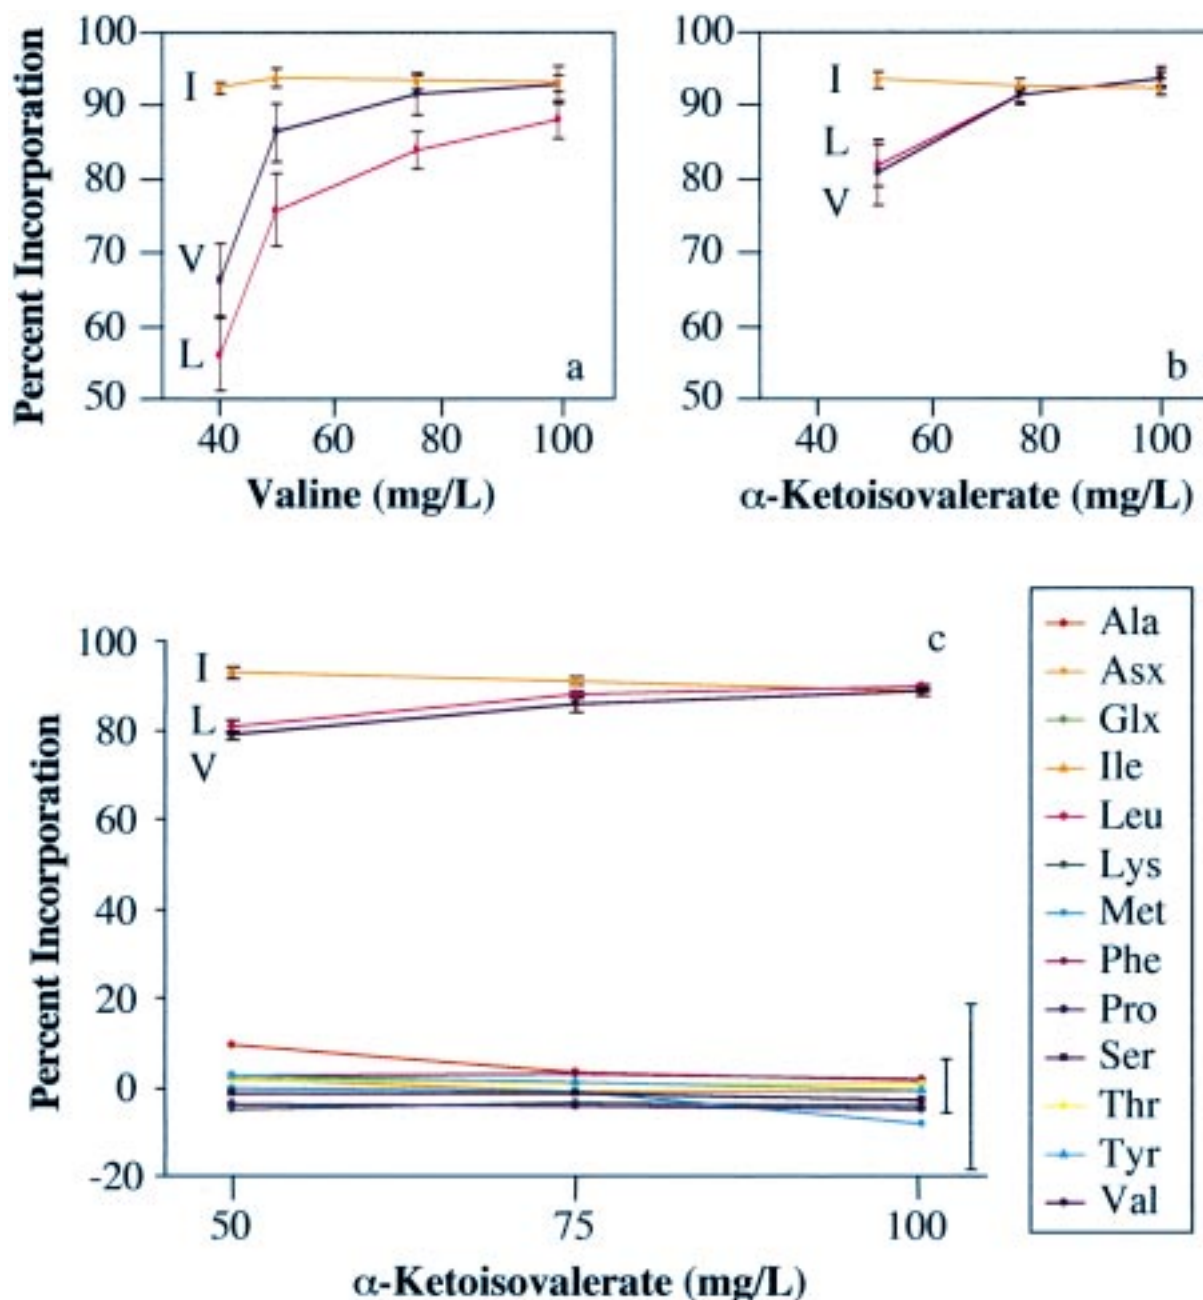 Percent Incorporation
100
90
80
70
60
50
I
V
L
a
40 60 80 100
Valine (mg/L)
100
90
80
70
60
50
I
L
V
b
40 60 80 100
α-Ketoisovalerate (mg/L)
Percent Incorporation
100
80
60
40
20
0
-20
I
L
V
c
50 75 100
α-Ketoisovalerate (mg/L)
Ala
Asx
Glx
Ile
Leu
Lys
Met
Phe
Pro
Ser
Thr
Tyr
Val